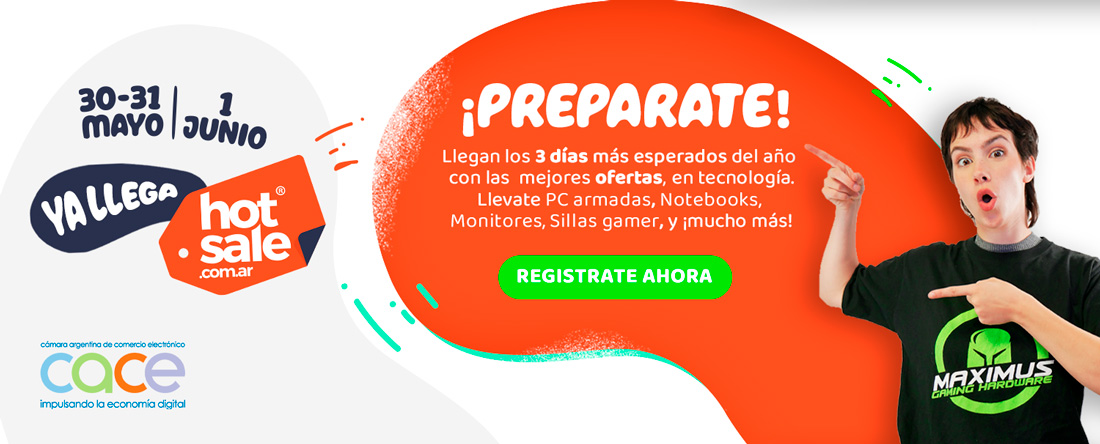 30-31 MAYO | 1 JUNIO
YA LLEGA
hot®
sale
.com.ar
cámara argentina de comercio electrónico
cace
impulsando la economía digital
¡PREPARATE!
Llegan los 3 días más esperados del año
con las mejores ofertas, en tecnología.
Llevate PC armadas, Notebooks,
Monitores, Sillas gamer, y ¡mucho más!
REGISTRATE AHORA
MAXIMUS
GAMING HARDWARE